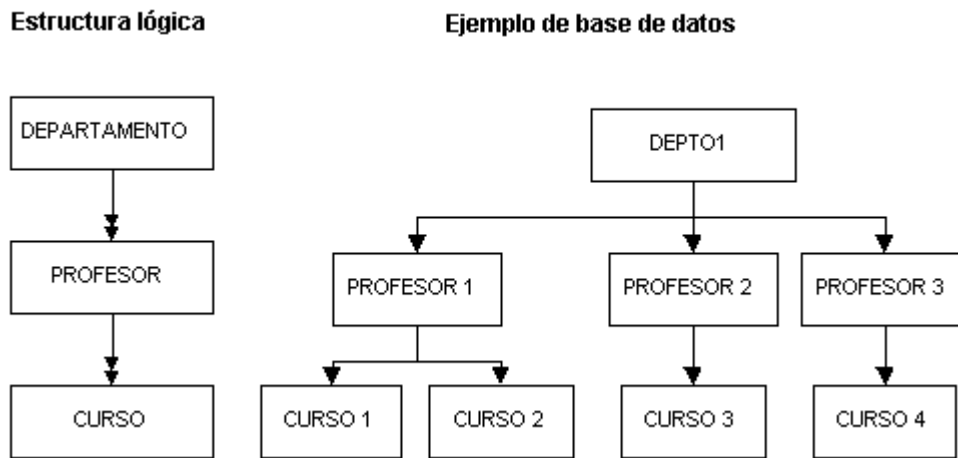 Estructura lógica
Ejemplo de base de datos
DEPARTAMENTO
DEPTO1
PROFESOR
PROFESOR 1
PROFESOR 2
PROFESOR 3
CURSO
CURSO 1
CURSO 2
CURSO 3
CURSO 4